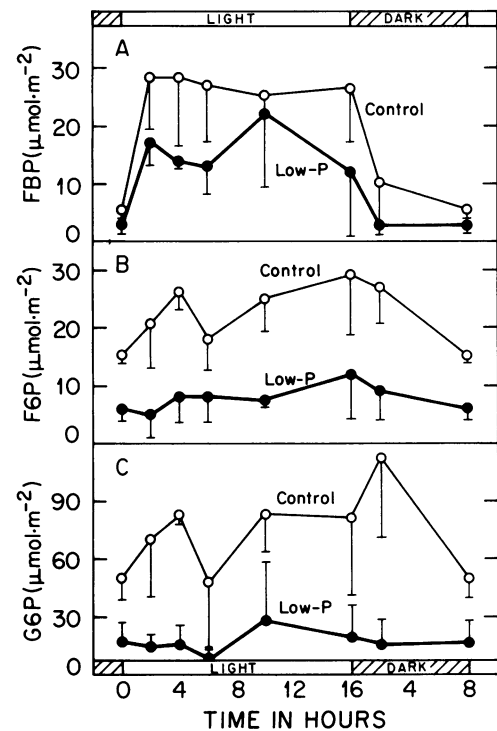 LIGHT DARK
A
30
20
10
0
FBP(μmol·m⁻²)
Control
Low-P
B
30
20
10
0
F6P(μmol·m⁻²)
Control
Low-P
C
90
60
30
0
G6P(μmol·m⁻²)
Control
Low-P
LIGHT DARK
0 4 8 12 16 4 8
TIME IN HOURS